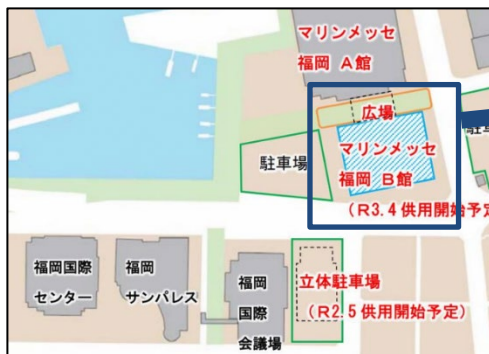 マリンメッセ
福岡 A館
広場
駐車場
マリンメッセ
福岡 B館
(R3.4 供用開始予定
福岡国際
センター
福岡
サンパレス
福岡
国際
会議場
立体駐車場
(R2.5 供用開始予定)